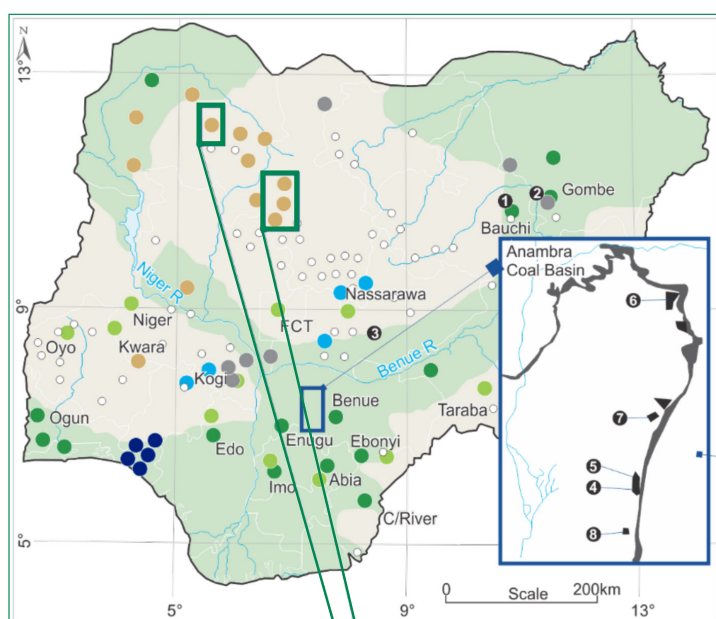 N
13°
Gombe
1
2
Bauchi
Anambra
Coal Basin
6
Niger R
9°
Nassarawa
Niger
FCT
3
Oyo
Kwara
Benue R
Kogi
Benue
Taraba
7
Ogun
Edo
Enugu
Ebonyi
5
Imo
Abia
4
C/River
8
5°
0
Scale
200km
5°
9°
13°